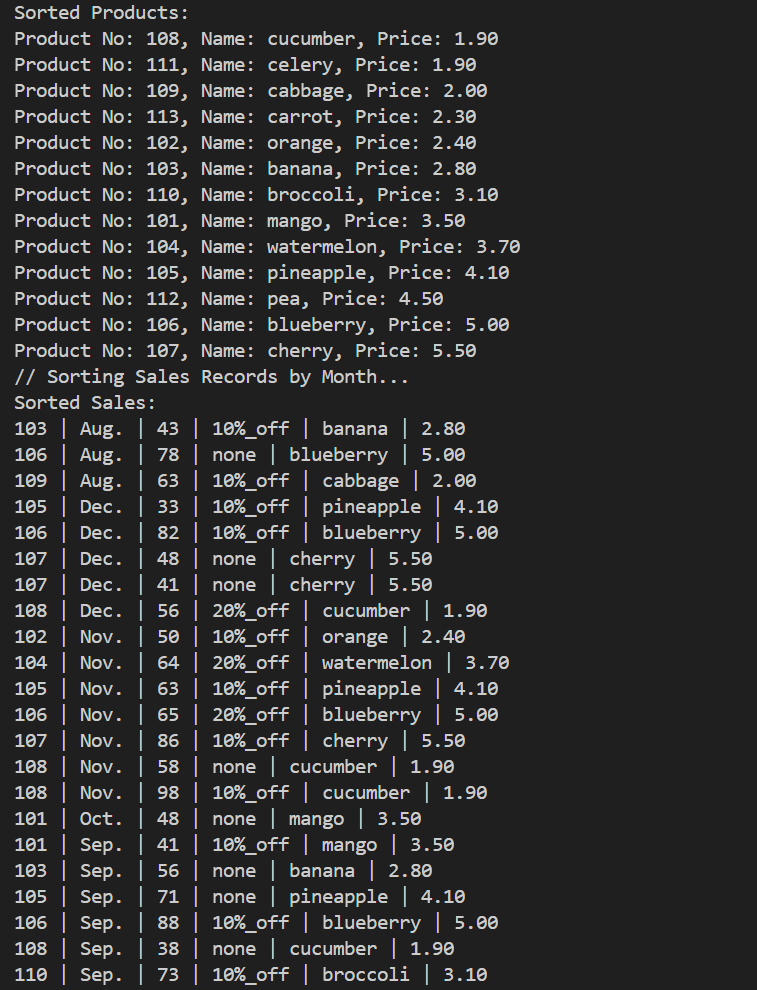 Sorted Products:
Product No: 108, Name: cucumber, Price: 1.90
Product No: 111, Name: celery, Price: 1.90
Product No: 109, Name: cabbage, Price: 2.00
Product No: 113, Name: carrot, Price: 2.30
Product No: 102, Name: orange, Price: 2.40
Product No: 103, Name: banana, Price: 2.80
Product No: 110, Name: broccoli, Price: 3.10
Product No: 101, Name: mango, Price: 3.50
Product No: 104, Name: watermelon, Price: 3.70
Product No: 105, Name: pineapple, Price: 4.10
Product No: 112, Name: pea, Price: 4.50
Product No: 106, Name: blueberry, Price: 5.00
Product No: 107, Name: cherry, Price: 5.50
// Sorting Sales Records by Month...
Sorted Sales:
103 | Aug. | 43 | 10%_off | banana | 2.80
106 | Aug. | 78 | none | blueberry | 5.00
109 | Aug. | 63 | 10%_off | cabbage | 2.00
105 | Dec. | 33 | 10%_off | pineapple | 4.10
106 | Dec. | 82 | 10%_off | blueberry | 5.00
107 | Dec. | 48 | none | cherry | 5.50
107 | Dec. | 41 | none | cherry | 5.50
108 | Dec. | 56 | 20%_off | cucumber | 1.90
102 | Nov. | 50 | 10%_off | orange | 2.40
104 | Nov. | 64 | 20%_off | watermelon | 3.70
105 | Nov. | 63 | 10%_off | pineapple | 4.10
106 | Nov. | 65 | 20%_off | blueberry | 5.00
107 | Nov. | 86 | 10%_off | cherry | 5.50
108 | Nov. | 58 | none | cucumber | 1.90
108 | Nov. | 98 | 10%_off | cucumber | 1.90
101 | Oct. | 48 | none | mango | 3.50
101 | Sep. | 41 | 10%_off | mango | 3.50
103 | Sep. | 56 | none | banana | 2.80
105 | Sep. | 71 | none | pineapple | 4.10
106 | Sep. | 88 | 10%_off | blueberry | 5.00
108 | Sep. | 38 | none | cucumber | 1.90
110 | Sep. | 73 | 10%_off | broccoli | 3.10